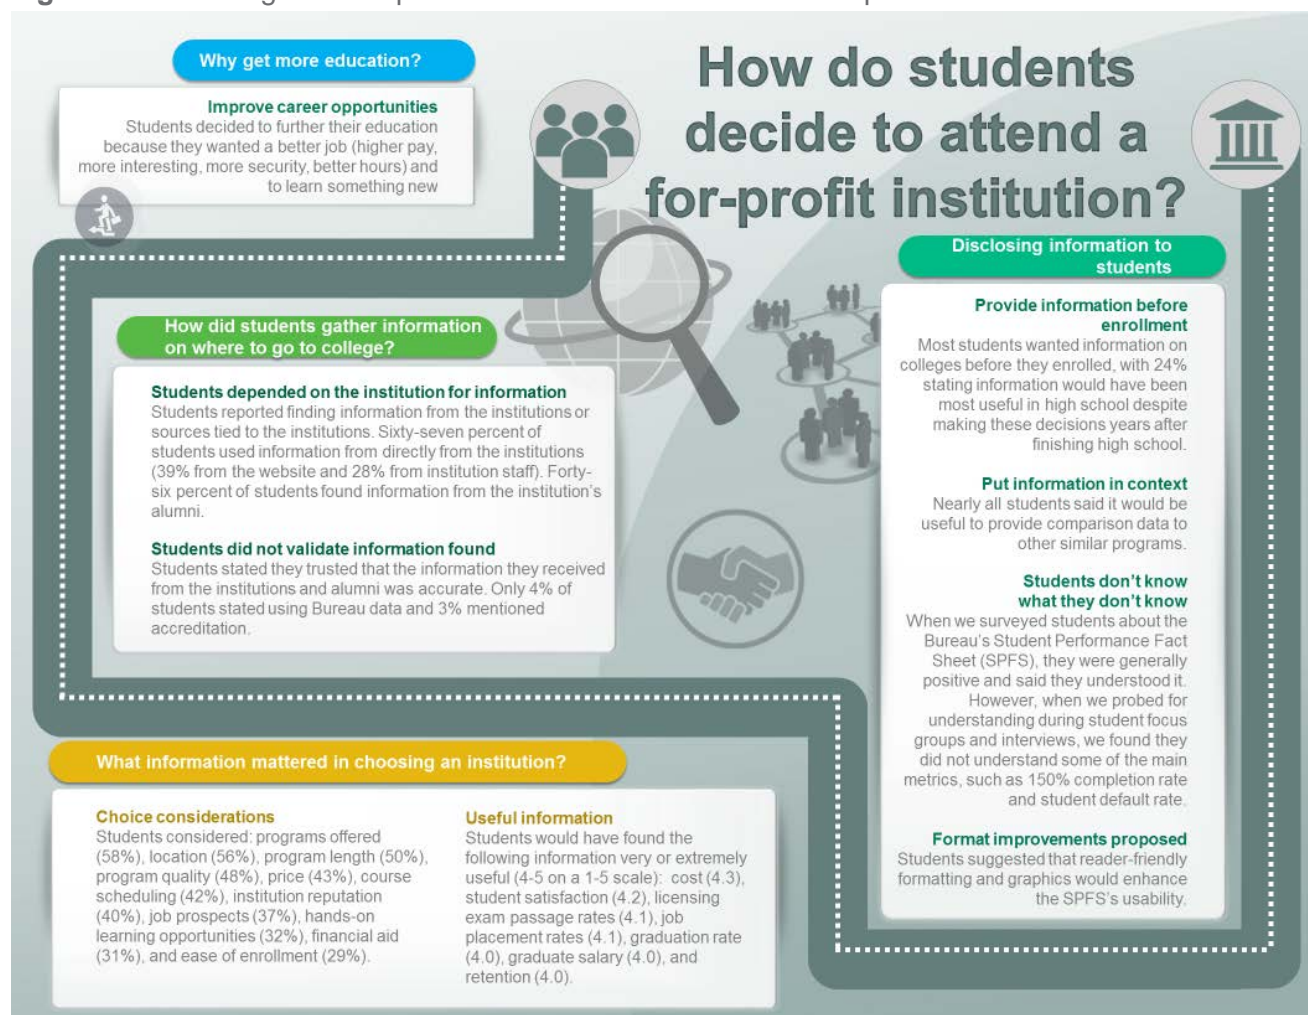 How do students
decide to attend a
for-profit institution?
Why get more education?
Improve career opportunities
Students decided to further their education
because they wanted a better job (higher pay,
more interesting, more security, better hours) and
to learn something new
How did students gather information
on where to go to college?
Students depended on the institution for information
Students reported finding information from the institutions or
sources tied to the institutions. Sixty-seven percent of
students used information from directly from the institutions
(39% from the website and 28% from institution staff). Forty-
six percent of students found information from the institution's
alumni.
Students did not validate information found
Students stated they trusted that the information they received
from the institutions and alumni was accurate. Only 4% of
students stated using Bureau data and 3% mentioned
accreditation.
What information mattered in choosing an institution?
Choice considerations
Students considered: programs offered
(58%), location (56%), program length (50%),
program quality (48%), price (43%), course
scheduling (42%), institution reputation
(40%), job prospects (37%), hands-on
learning opportunities (32%), financial aid
(31%), and ease of enrollment (29%).
Useful information
Students would have found the
following information very or extremely
useful (4-5 on a 1-5 scale): cost (4.3),
student satisfaction (4.2), licensing
exam passage rates (4.1), job
placement rates (4.1), graduation rate
(4.0), graduate salary (4.0), and
retention (4.0).
Disclosing information to
students
Provide information before
enrollment
Most students wanted information on
colleges before they enrolled, with 24%
stating information would have been
most useful in high school despite
making these decisions years after
finishing high school.
Put information in context
Nearly all students said it would be
useful to provide comparison data to
other similar programs.
Students don't know
what they don't know
When we surveyed students about the
Bureau's Student Performance Fact
Sheet (SPFS), they were generally
positive and said they understood it.
However, when we probed for
understanding during student focus
groups and interviews, we found they
did not understand some of the main
metrics, such as 150% completion rate
and student default rate.
Format improvements proposed
Students suggested that reader-friendly
formatting and graphics would enhance
the SPFS's usability.